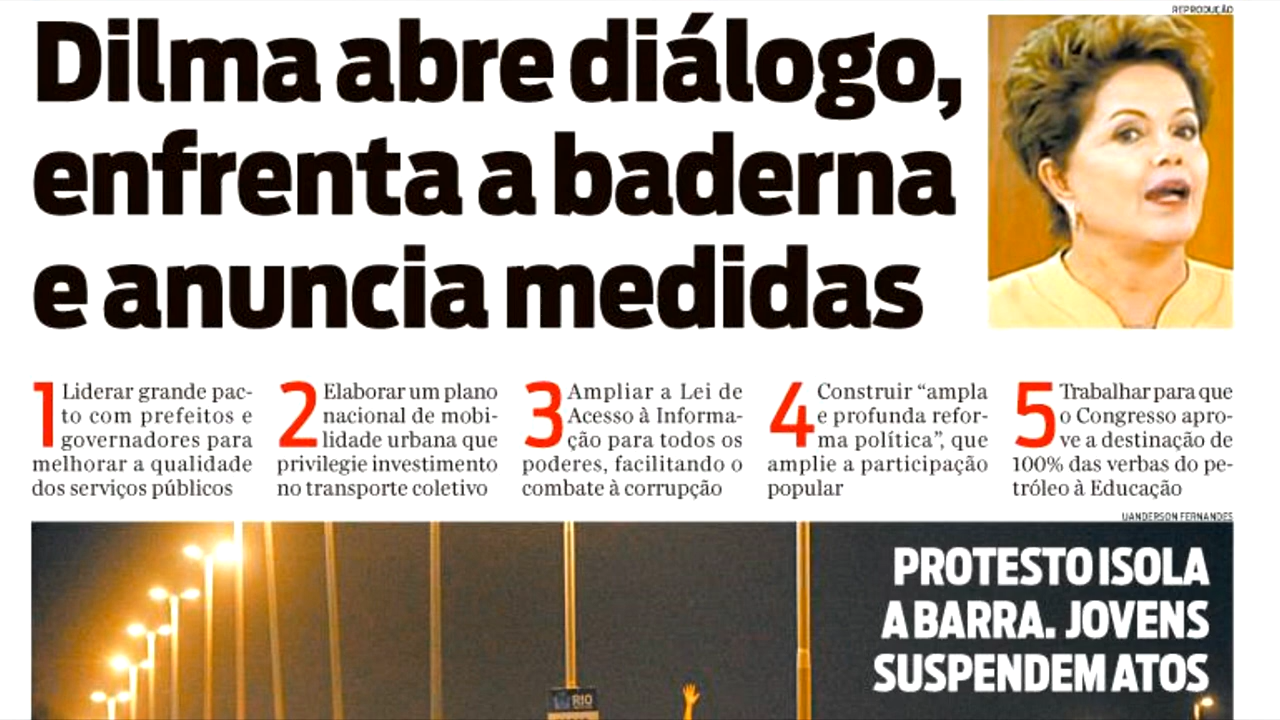 REPRODUÇÃO
Dilma abre diálogo,
enfrenta a baderna
e anuncia medidas
1 Liderar grande pac-
to com prefeitos e
governadores para
melhorar a qualidade
dos serviços públicos
2 Elaborar um plano
nacional de mobi-
lidade urbana que
privilegie investimento
no transporte coletivo
3 Ampliar a Lei de
Acesso à Informa-
ção para todos os
poderes, facilitando o
combate à corrupção
4 Construir “ampla
e profunda refor-
ma política”, que
amplie a participação
popular
5 Trabalhar para que
o Congresso apro-
ve a destinação de
100% das verbas do pe-
tróleo à Educação
UANDERSON FERNANDES
PROTESTO ISOLA
A BARRA. JOVENS
SUSPENDEM ATOS
RIO